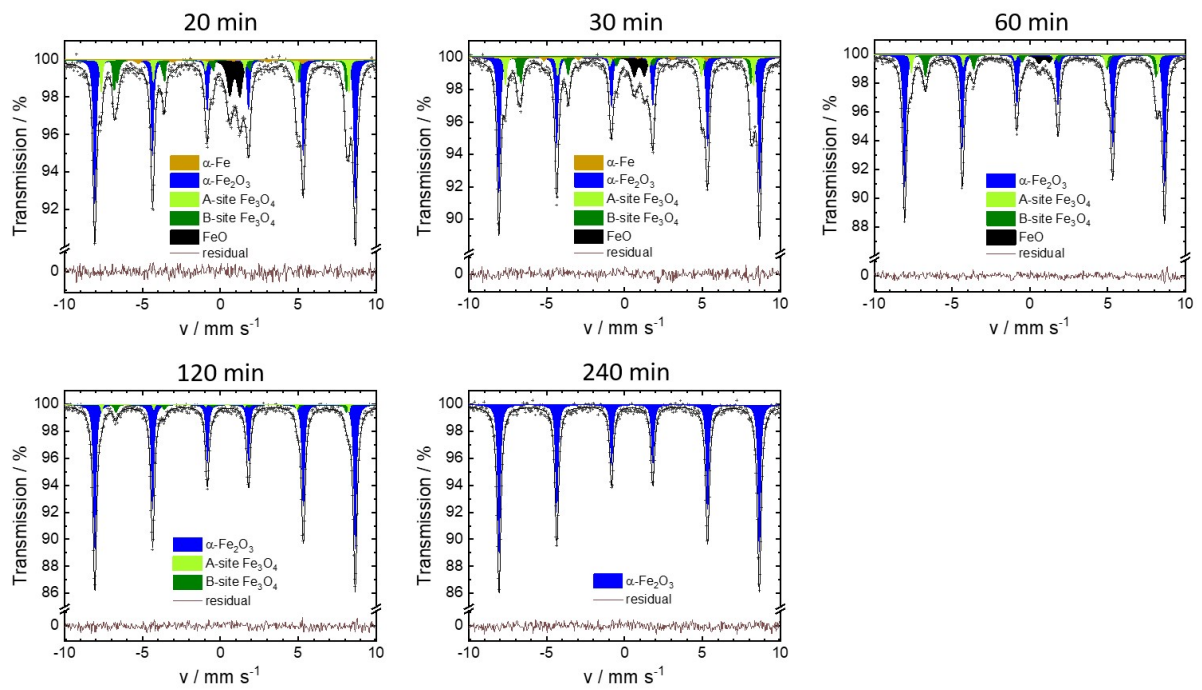 20 min
Transmission / %
100
98
96
94
92
0
α-Fe
α-Fe₂O₃
A-site Fe₃O₄
B-site Fe₃O₄
FeO
residual
-10 -5 0 5 10
v / mm s⁻¹
30 min
Transmission / %
100
98
96
94
92
90
0
α-Fe
α-Fe₂O₃
A-site Fe₃O₄
B-site Fe₃O₄
FeO
residual
-10 -5 0 5 10
v / mm s⁻¹
60 min
Transmission / %
100
98
96
94
92
90
88
0
α-Fe₂O₃
A-site Fe₃O₄
B-site Fe₃O₄
FeO
residual
-10 -5 0 5 10
v / mm s⁻¹
120 min
Transmission / %
100
98
96
94
92
90
88
86
0
α-Fe₂O₃
A-site Fe₃O₄
B-site Fe₃O₄
residual
-10 -5 0 5 10
v / mm s⁻¹
240 min
Transmission / %
100
98
96
94
92
90
88
86
0
α-Fe₂O₃
residual
-10 -5 0 5 10
v / mm s⁻¹